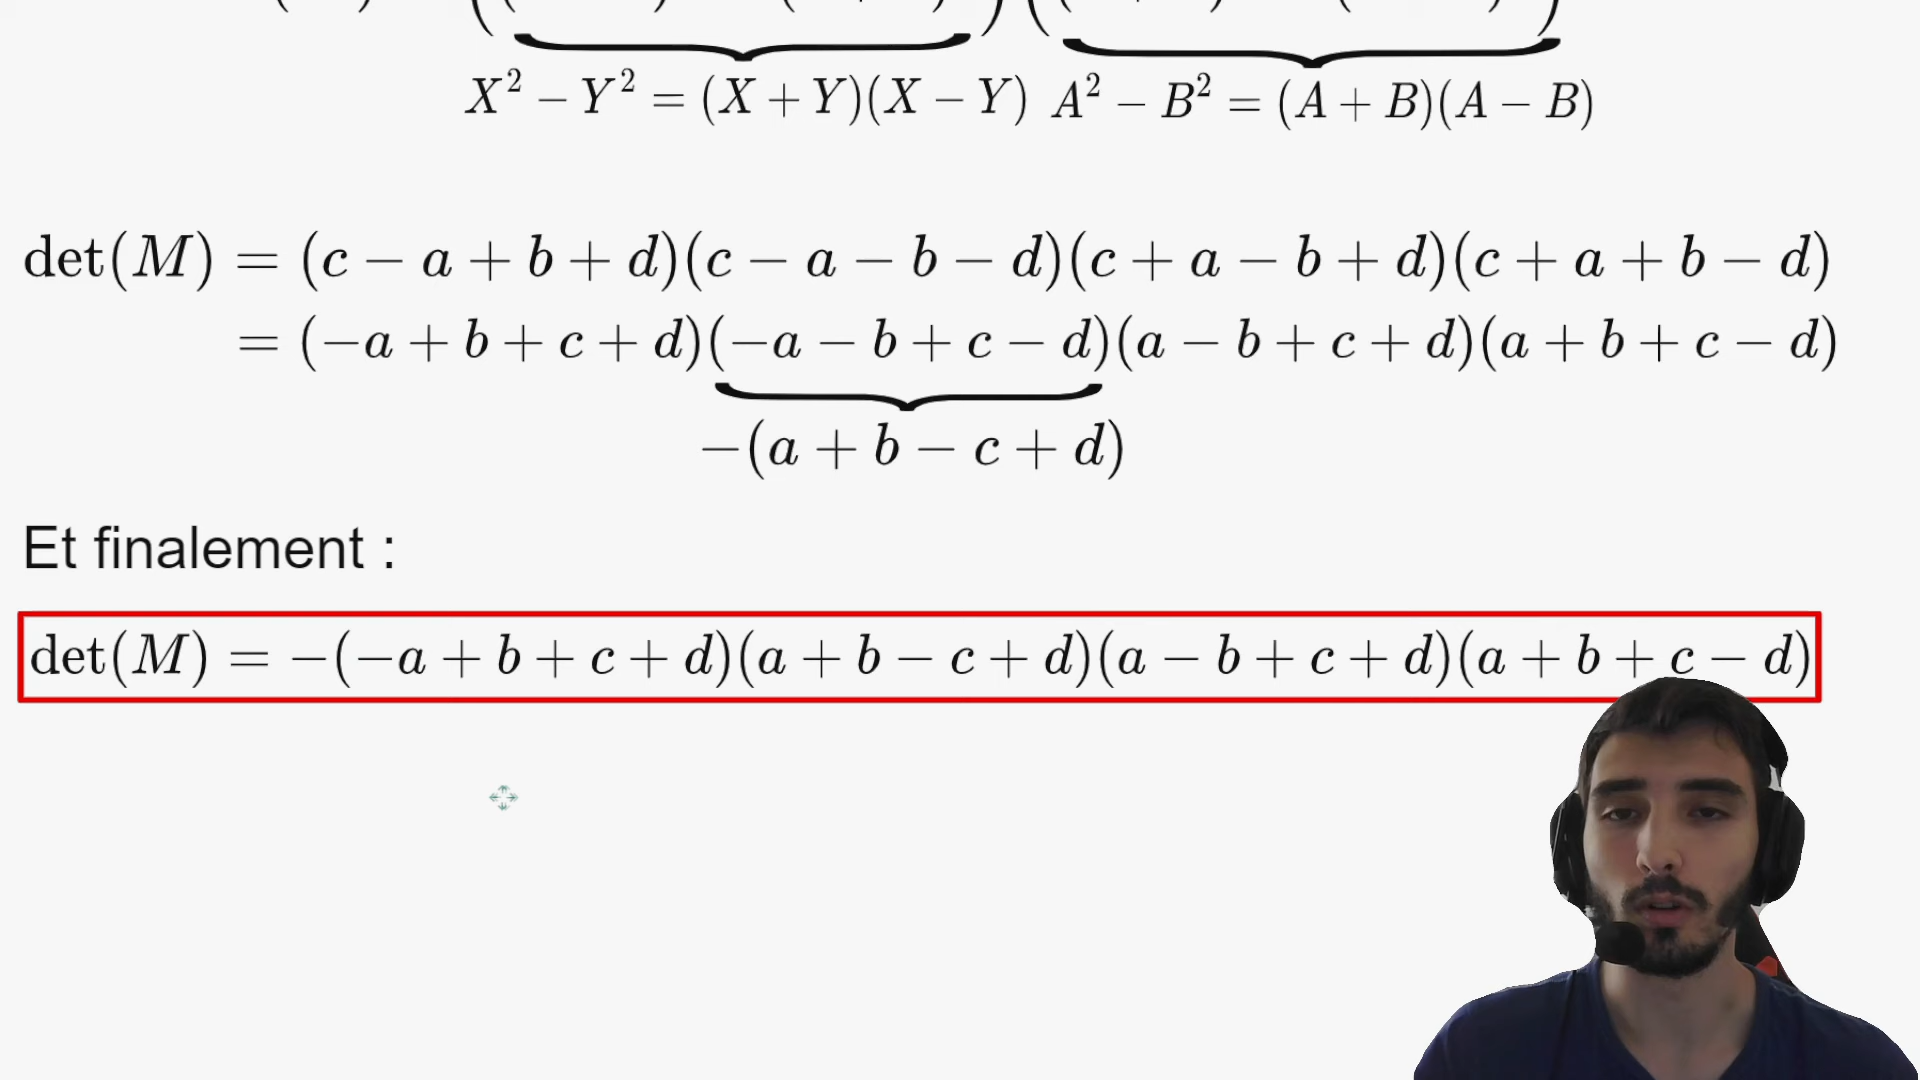 X² − Y² = (X + Y)(X − Y) A² − B² = (A + B)(A − B)
det(M) = (c − a + b + d)(c − a − b − d)(c + a − b + d)(c + a + b − d)
= (−a + b + c + d)(−a − b + c − d)(a − b + c + d)(a + b + c − d)
−(a + b − c + d)
Et finalement :
det(M) = −(−a + b + c + d)(a + b − c + d)(a − b + c + d)(a + b + c − d)